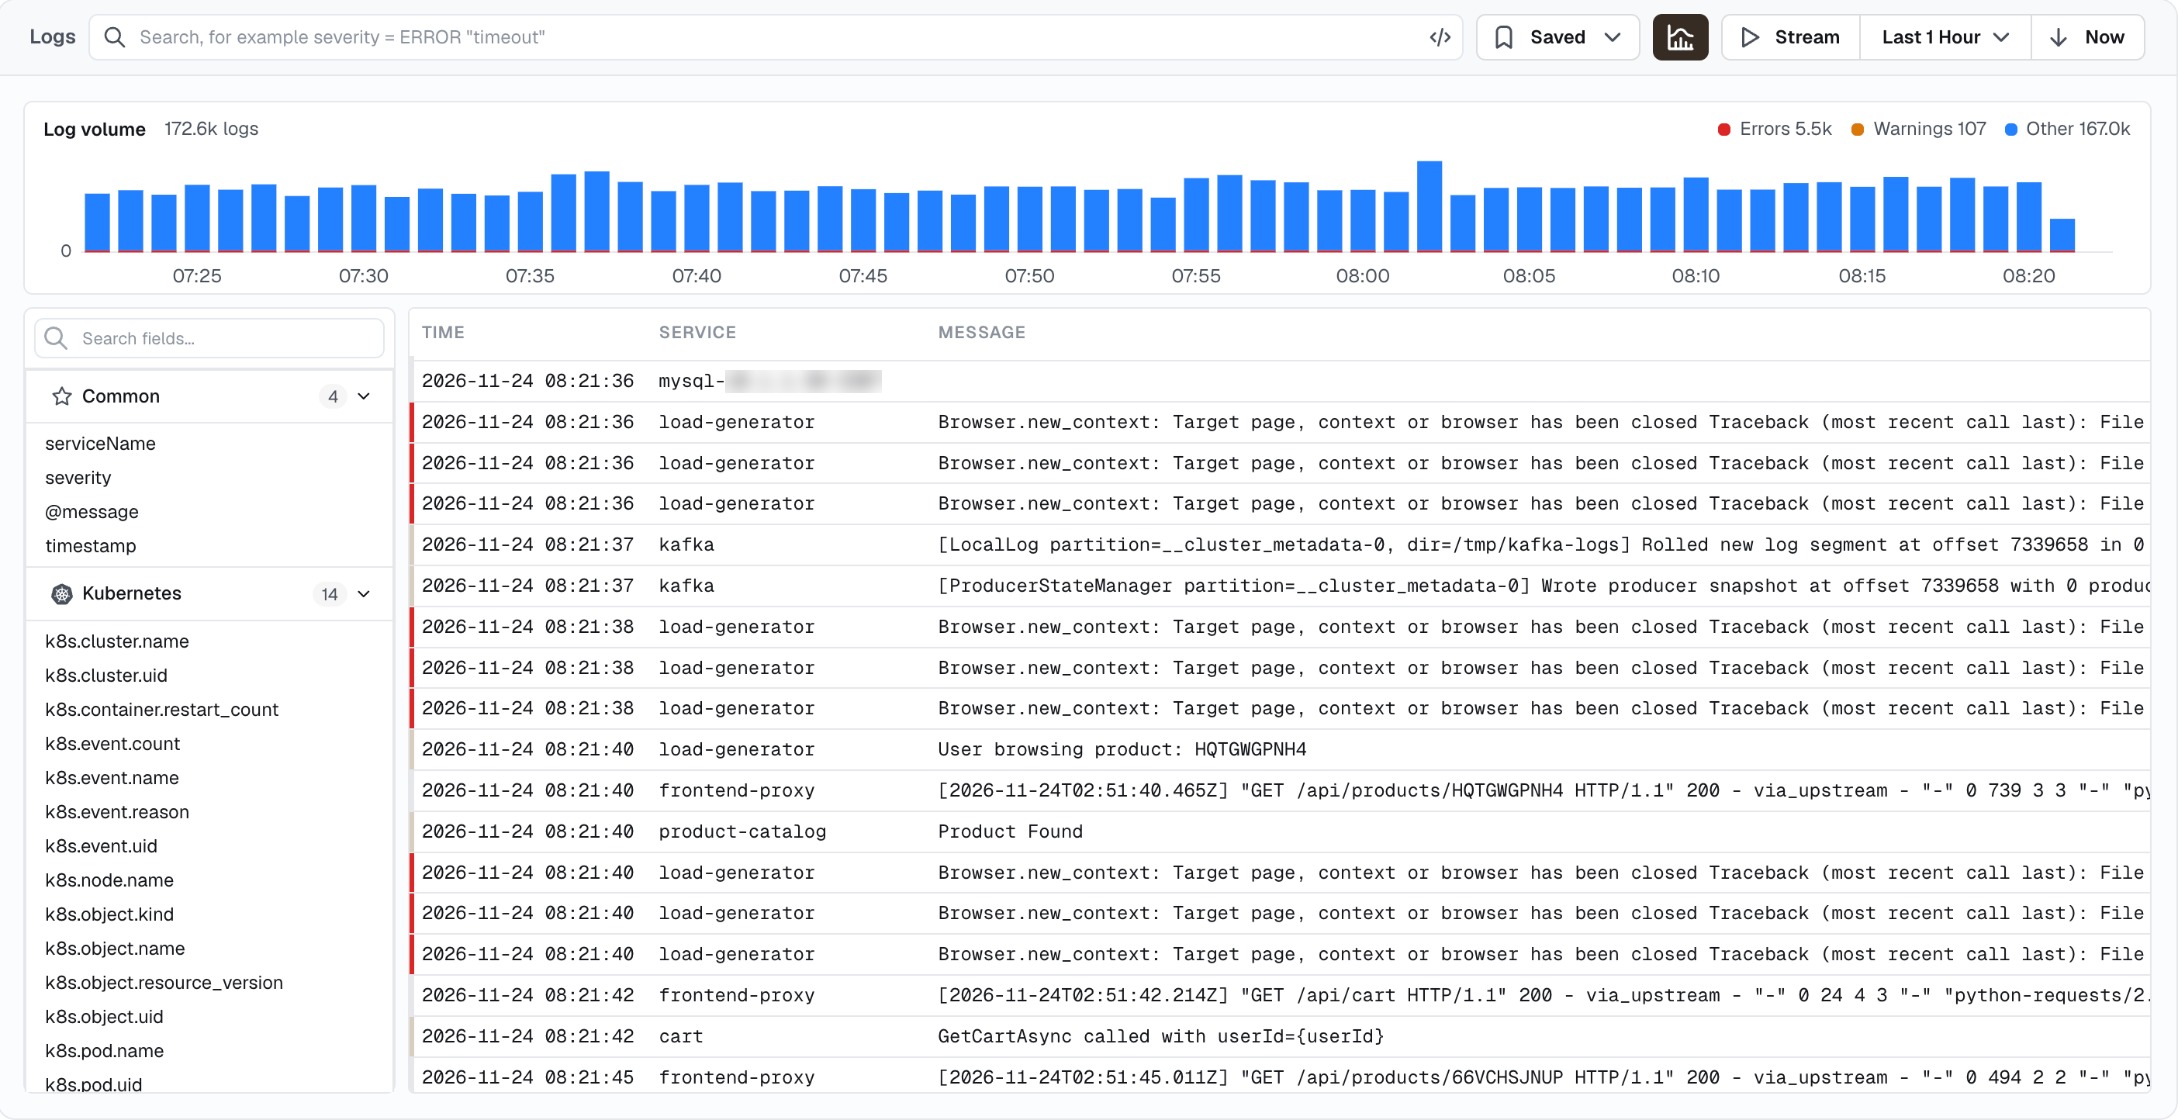 Logs Search, for example severity = ERROR "timeout" </> Saved Stream Last 1 Hour Now
Log volume 172.6k logs Errors 5.5k Warnings 107 Other 167.0k
0
07:25 07:30 07:35 07:40 07:45 07:50 07:55 08:00 08:05 08:10 08:15 08:20
Search fields...
Common 4
serviceName
severity
@message
timestamp
Kubernetes 14
k8s.cluster.name
k8s.cluster.uid
k8s.container.restart_count
k8s.event.count
k8s.event.name
k8s.event.reason
k8s.event.uid
k8s.node.name
k8s.object.kind
k8s.object.name
k8s.object.resource_version
k8s.object.uid
k8s.pod.name
k8s.pod.uid
TIME SERVICE MESSAGE
2026-11-24 08:21:36 mysql-
2026-11-24 08:21:36 load-generator Browser.new_context: Target page, context or browser has been closed Traceback (most recent call last): File
2026-11-24 08:21:36 load-generator Browser.new_context: Target page, context or browser has been closed Traceback (most recent call last): File
2026-11-24 08:21:36 load-generator Browser.new_context: Target page, context or browser has been closed Traceback (most recent call last): File
2026-11-24 08:21:37 kafka [LocalLog partition=__cluster_metadata-0, dir=/tmp/kafka-logs] Rolled new log segment at offset 7339658 in 0
2026-11-24 08:21:37 kafka [ProducerStateManager partition=__cluster_metadata-0] Wrote producer snapshot at offset 7339658 with 0 produc
2026-11-24 08:21:38 load-generator Browser.new_context: Target page, context or browser has been closed Traceback (most recent call last): File
2026-11-24 08:21:38 load-generator Browser.new_context: Target page, context or browser has been closed Traceback (most recent call last): File
2026-11-24 08:21:38 load-generator Browser.new_context: Target page, context or browser has been closed Traceback (most recent call last): File
2026-11-24 08:21:40 load-generator User browsing product: HQTGWGPNH4
2026-11-24 08:21:40 frontend-proxy [2026-11-24T02:51:40.465Z] "GET /api/products/HQTGWGPNH4 HTTP/1.1" 200 - via_upstream - "-" 0 739 3 3 "-" "py
2026-11-24 08:21:40 product-catalog Product Found
2026-11-24 08:21:40 load-generator Browser.new_context: Target page, context or browser has been closed Traceback (most recent call last): File
2026-11-24 08:21:40 load-generator Browser.new_context: Target page, context or browser has been closed Traceback (most recent call last): File
2026-11-24 08:21:40 load-generator Browser.new_context: Target page, context or browser has been closed Traceback (most recent call last): File
2026-11-24 08:21:42 frontend-proxy [2026-11-24T02:51:42.214Z] "GET /api/cart HTTP/1.1" 200 - via_upstream - "-" 0 24 4 3 "-" "python-requests/2.
2026-11-24 08:21:42 cart GetCartAsync called with userId={userId}
2026-11-24 08:21:45 frontend-proxy [2026-11-24T02:51:45.011Z] "GET /api/products/66VCHSJNUP HTTP/1.1" 200 - via_upstream - "-" 0 494 2 2 "-" "py